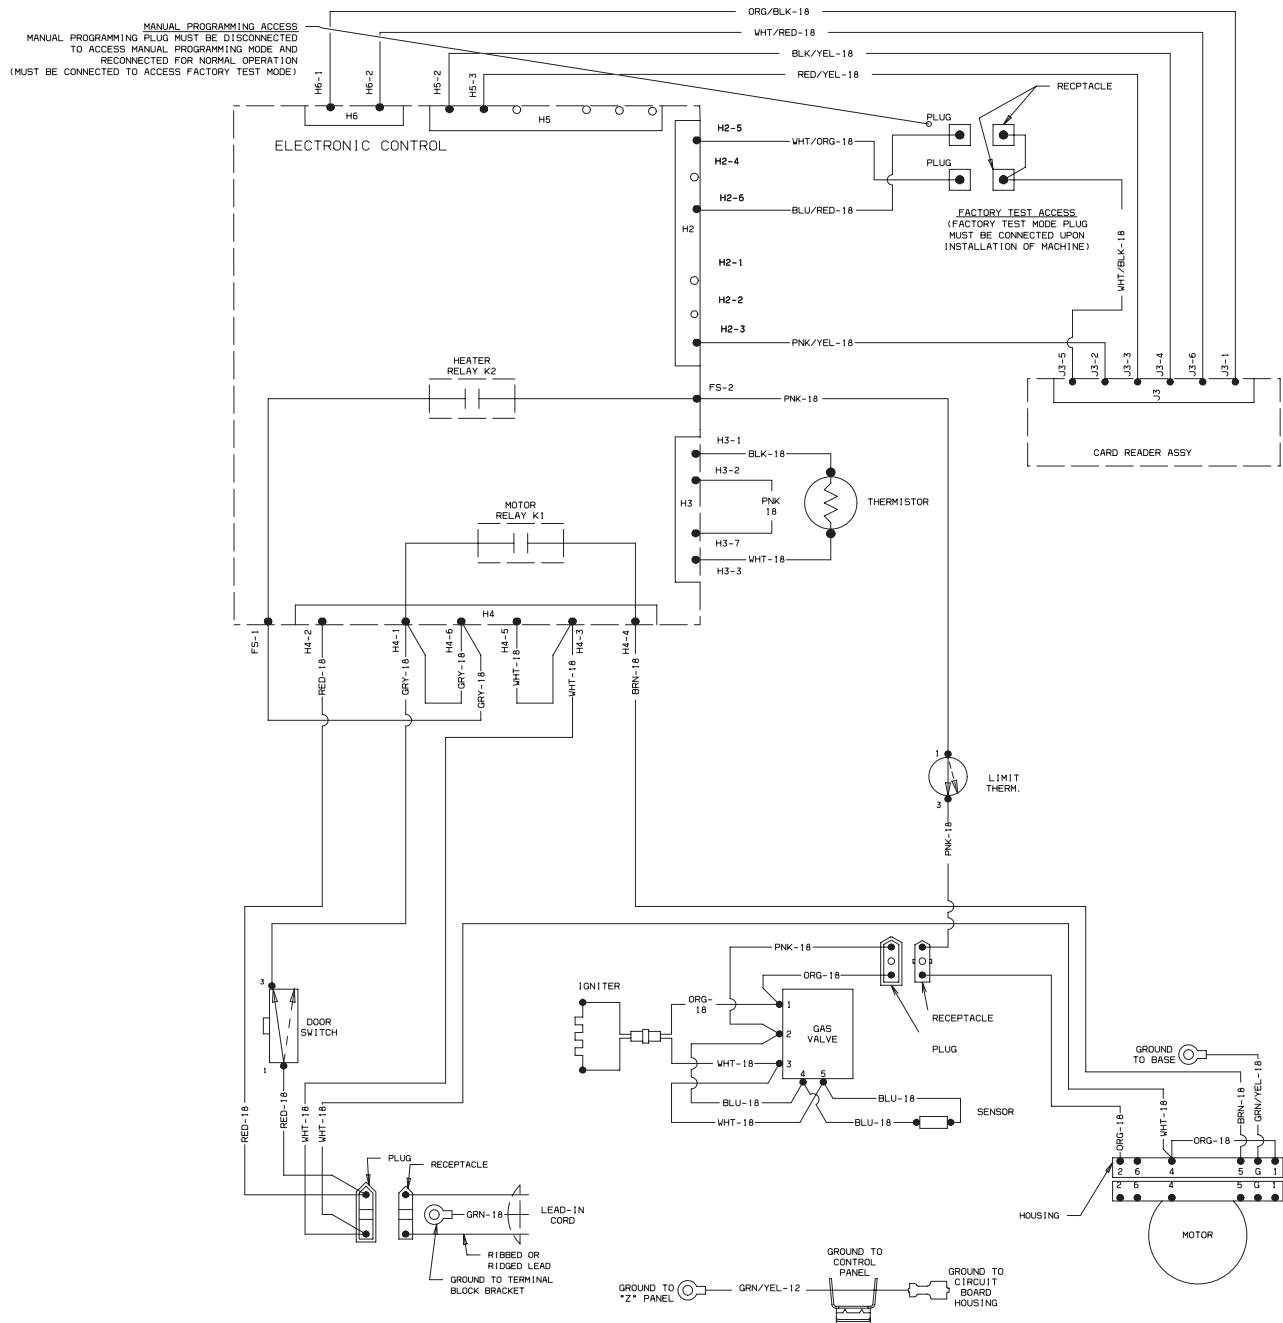 ORG/BLK-18
MANUAL PROGRAMMING ACCESS
MANUAL PROGRAMMING PLUG MUST BE DISCONNECTED
TO ACCESS MANUAL PROGRAMMING MODE AND
RECONNECTED FOR NORMAL OPERATION
(MUST BE CONNECTED TO ACCESS FACTORY TEST MODE)
WHT/RED-18
BLK/YEL-18
RED/YEL-18
H6-1
H6-2
H5-2
H5-3
RECPTACLE
H6
H5
ELECTRONIC CONTROL
PLUG
H2-5
WHT/ORG-18
H2-4
PLUG
H2-6
BLU/RED-18
H2
FACTORY TEST ACCESS
(FACTORY TEST MODE PLUG
MUST BE CONNECTED UPON
INSTALLATION OF MACHINE)
WHT/BLK-18
H2-1
H2-2
H2-3
PNK/YEL-18
J3-5
J3-2
J3-3
J3-4
J3-6
J3-1
J3
CARD READER ASSY
HEATER
RELAY K2
FS-2
PNK-18
H3-1
BLK-18
H3-2
H3
PNK
18
THERMISTOR
H3-7
WHT-18
H3-3
MOTOR
RELAY K1
H4
FS-1
H4-2
H4-1
H4-6
H4-5
H4-3
H4-4
RED-18
GRY-18
GRY-18
GRY-18
WHT-18
WHT-18
BRN-18
1
LIMIT
THERM.
3
PNK-18
PNK-18
ORG-18
3
DOOR
SWITCH
1
IGNITER
ORG-
18
1
2
3
GAS
VALVE
RECEPTACLE
PLUG
WHT-18
4
5
BLU-18
WHT-18
BLU-18
BLU-18
SENSOR
GROUND
TO BASE
RED-18
RED-18
WHT-18
WHT-18
ORG-18
WHT-18
ORG-18
BRN-18
GRN/YEL-18
2 6 4 5 G 1
2 6 4 5 G 1
HOUSING
MOTOR
PLUG
RECEPTACLE
GRN-18
LEAD-IN
CORD
RIBBED OR
RIDGED LEAD
GROUND TO TERMINAL
BLOCK BRACKET
GROUND TO
"Z" PANEL
GRN/YEL-12
GROUND TO
CONTROL
PANEL
GROUND TO
CIRCUIT
BOARD
HOUSING